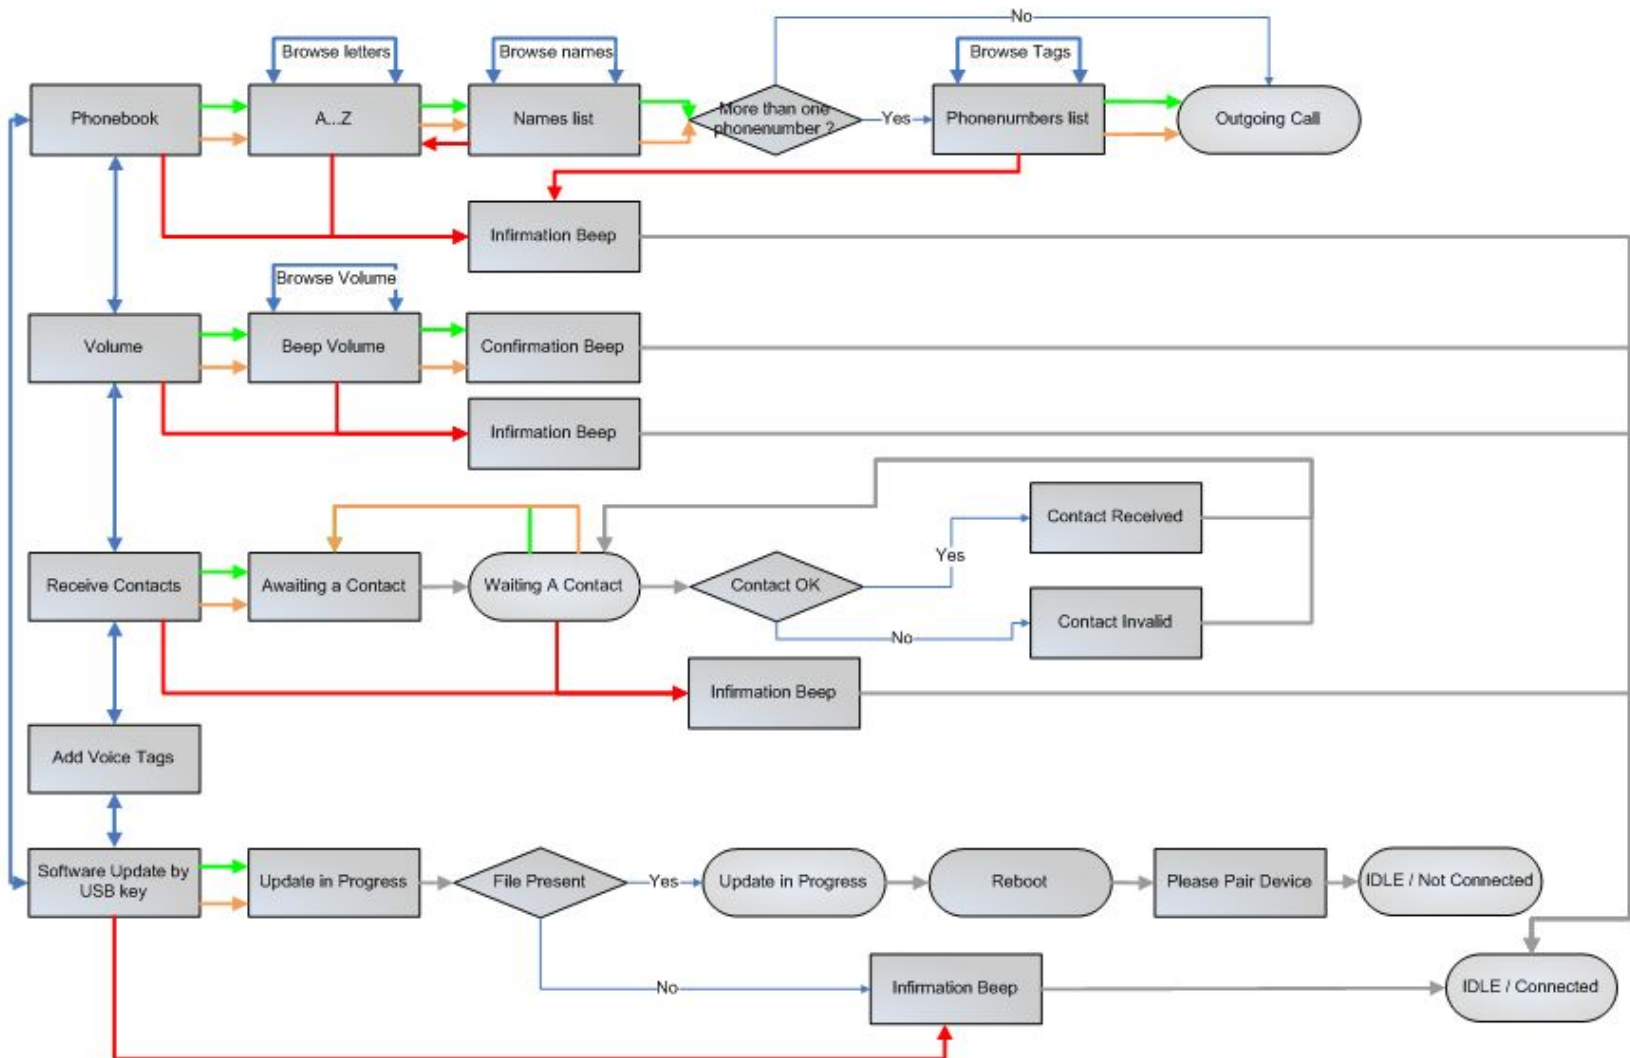 No
Browse letters
Browse names
Browse Tags
Phonebook
A...Z
Names list
More than one
phonenumber ?
Yes
Phonenumbers list
Outgoing Call
Infirmation Beep
Browse Volume
Volume
Beep Volume
Confirmation Beep
Infirmation Beep
Contact Received
Yes
Receive Contacts
Awaiting a Contact
Waiting A Contact
Contact OK
No
Contact Invalid
Infirmation Beep
Add Voice Tags
Software Update by
USB key
Update in Progress
File Present
Yes
Update in Progress
Reboot
Please Pair Device
IDLE / Not Connected
No
Infirmation Beep
IDLE / Connected